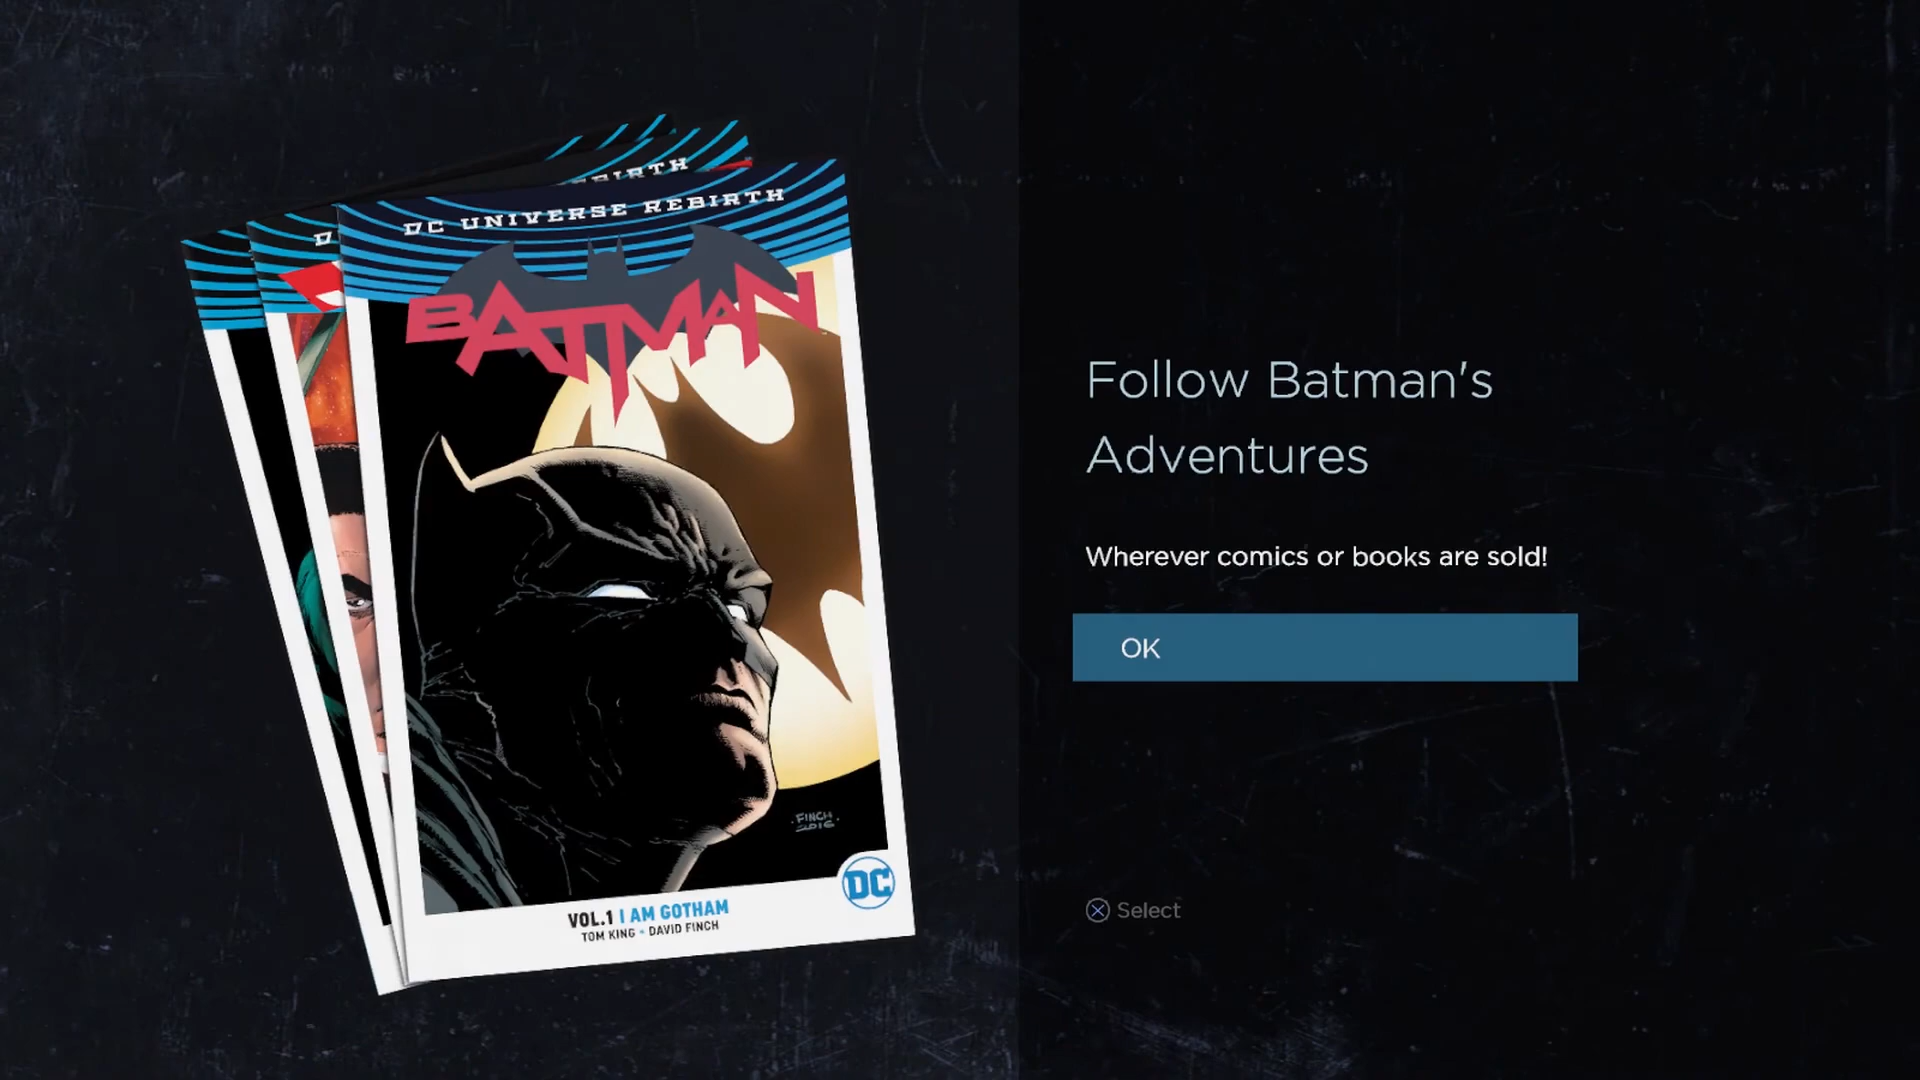 D
EBIRTH
DC UNIVERSE REBIRTH
BATMAN
FINCH
2016
DC
VOL.1 I AM GOTHAM
TOM KING • DAVID FINCH
Follow Batman's
Adventures
Wherever comics or books are sold!
OK
Select